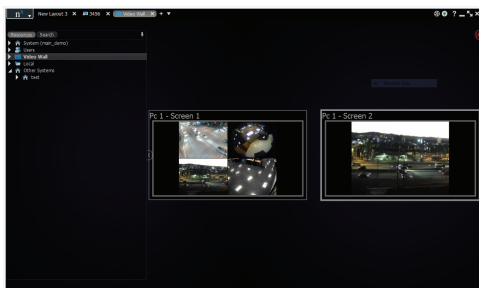 n
New Layout 3 3456 Video Wall
Resources Search
System (main_demo)
Users
Video Wall
Local
Other Systems
test
Pc 1 - Screen 1
Pc 1 - Screen 2